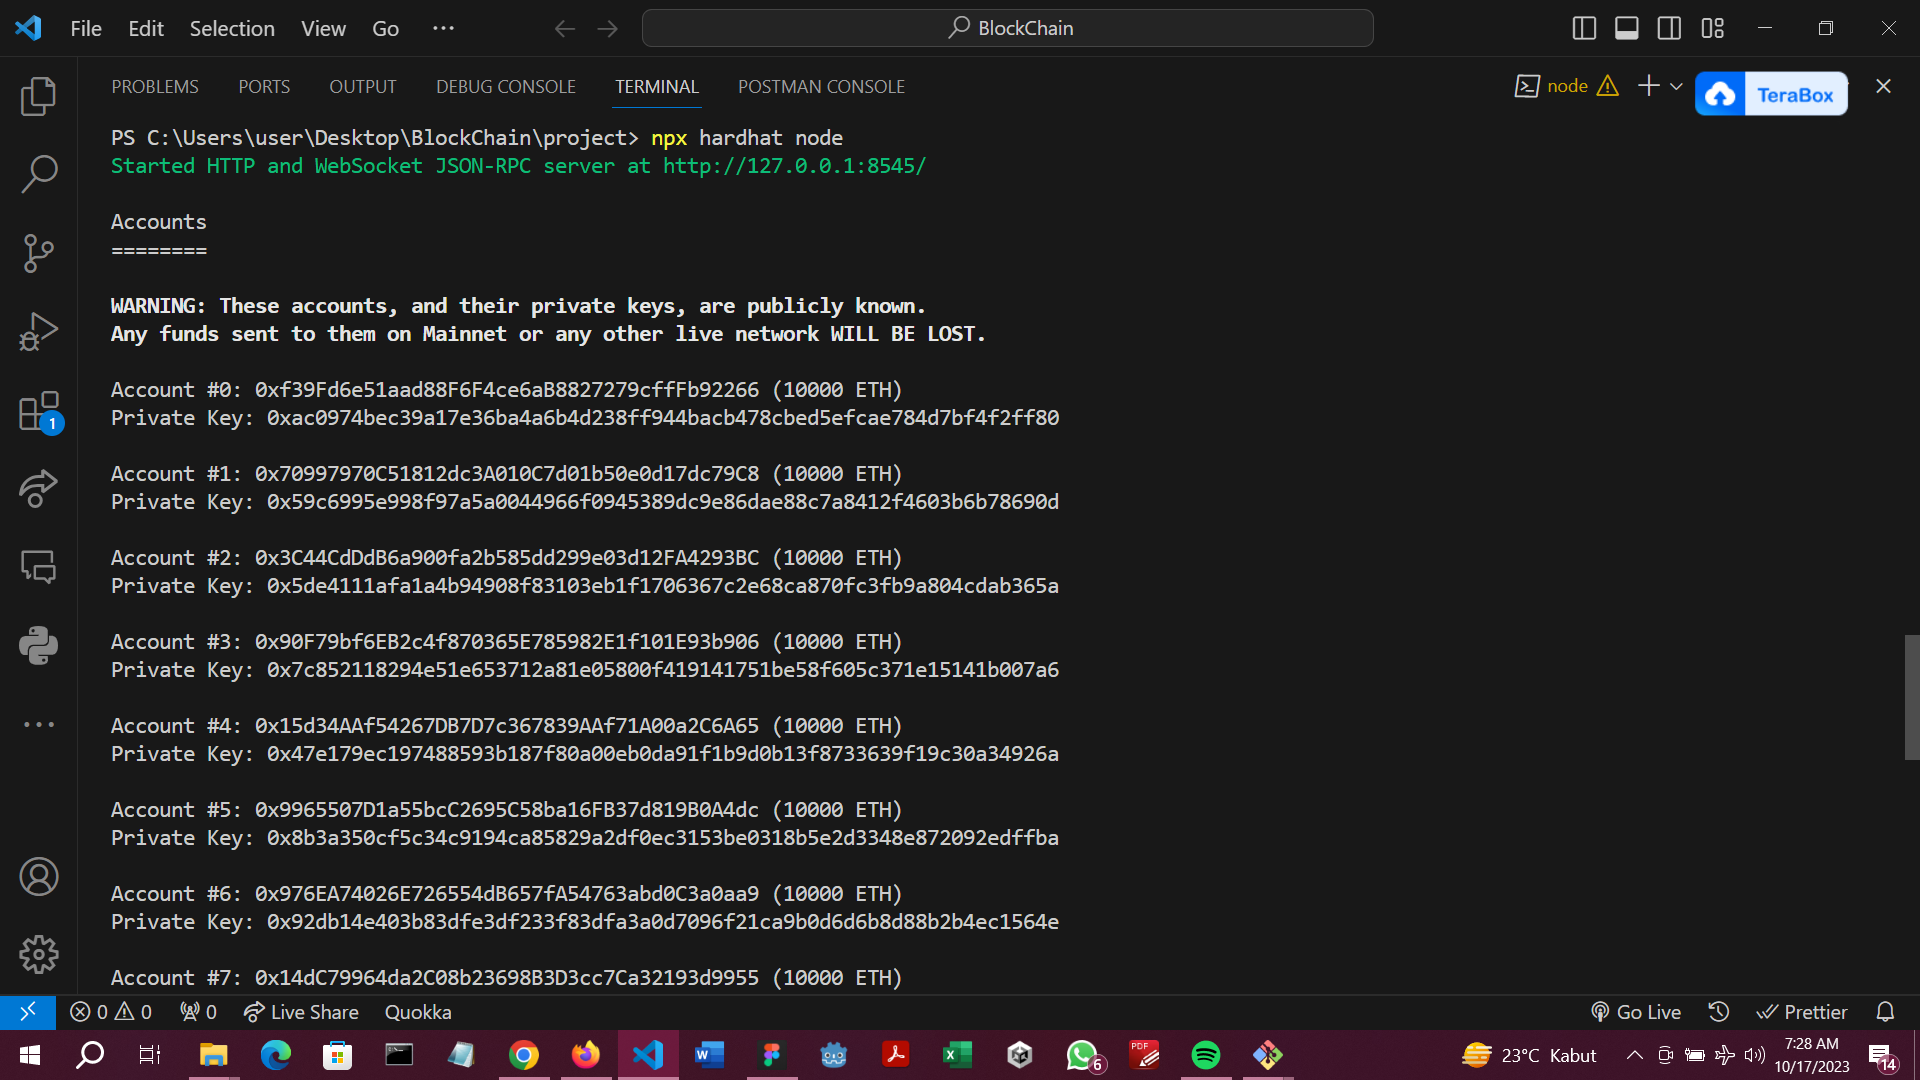 File Edit Selection View Go ···
BlockChain
PROBLEMS PORTS OUTPUT DEBUG CONSOLE TERMINAL POSTMAN CONSOLE
node
TeraBox
PS C:\Users\user\Desktop\BlockChain\project> npx hardhat node
Started HTTP and WebSocket JSON-RPC server at http://127.0.0.1:8545/
Accounts
========
WARNING: These accounts, and their private keys, are publicly known.
Any funds sent to them on Mainnet or any other live network WILL BE LOST.
Account #0: 0xf39Fd6e51aad88F6F4ce6aB8827279cffFb92266 (10000 ETH)
Private Key: 0xac0974bec39a17e36ba4a6b4d238ff944bacb478cbed5efcae784d7bf4f2ff80
Account #1: 0x70997970C51812dc3A010C7d01b50e0d17dc79C8 (10000 ETH)
Private Key: 0x59c6995e998f97a5a0044966f0945389dc9e86dae88c7a8412f4603b6b78690d
Account #2: 0x3C44CdDdB6a900fa2b585dd299e03d12FA4293BC (10000 ETH)
Private Key: 0x5de4111afa1a4b94908f83103eb1f1706367c2e68ca870fc3fb9a804cdab365a
Account #3: 0x90F79bf6EB2c4f870365E785982E1f101E93b906 (10000 ETH)
Private Key: 0x7c852118294e51e653712a81e05800f419141751be58f605c371e15141b007a6
Account #4: 0x15d34AAf54267DB7D7c367839AAf71A00a2C6A65 (10000 ETH)
Private Key: 0x47e179ec197488593b187f80a00eb0da91f1b9d0b13f8733639f19c30a34926a
Account #5: 0x9965507D1a55bcC2695C58ba16FB37d819B0A4dc (10000 ETH)
Private Key: 0x8b3a350cf5c34c9194ca85829a2df0ec3153be0318b5e2d3348e872092edffba
Account #6: 0x976EA74026E726554dB657fA54763abd0C3a0aa9 (10000 ETH)
Private Key: 0x92db14e403b83dfe3df233f83dfa3a0d7096f21ca9b0d6d6b8d88b2b4ec1564e
Account #7: 0x14dC79964da2C08b23698B3D3cc7Ca32193d9955 (10000 ETH)
1
0 0 0 Live Share Quokka
Go Live Prettier
PDF
6
23°C Kabut
7:28 AM
10/17/2023
14